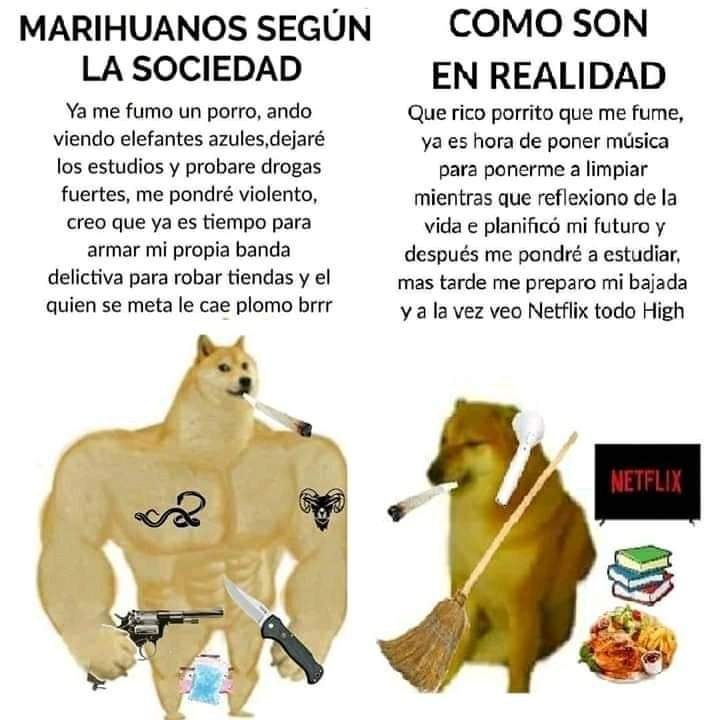 MARIHUANOS SEGÚN
LA SOCIEDAD
Ya me fumo un porro, ando
viendo elefantes azules,dejaré
los estudios y probare drogas
fuertes, me pondré violento,
creo que ya es tiempo para
armar mi propia banda
delictiva para robar tiendas y el
quien se meta le cae plomo brrr
COMO SON
EN REALIDAD
Que rico porrito que me fume,
ya es hora de poner música
para ponerme a limpiar
mientras que reflexiono de la
vida e planificó mi futuro y
después me pondré a estudiar,
mas tarde me preparo mi bajada
y a la vez veo Netflix todo High
NETFLIX